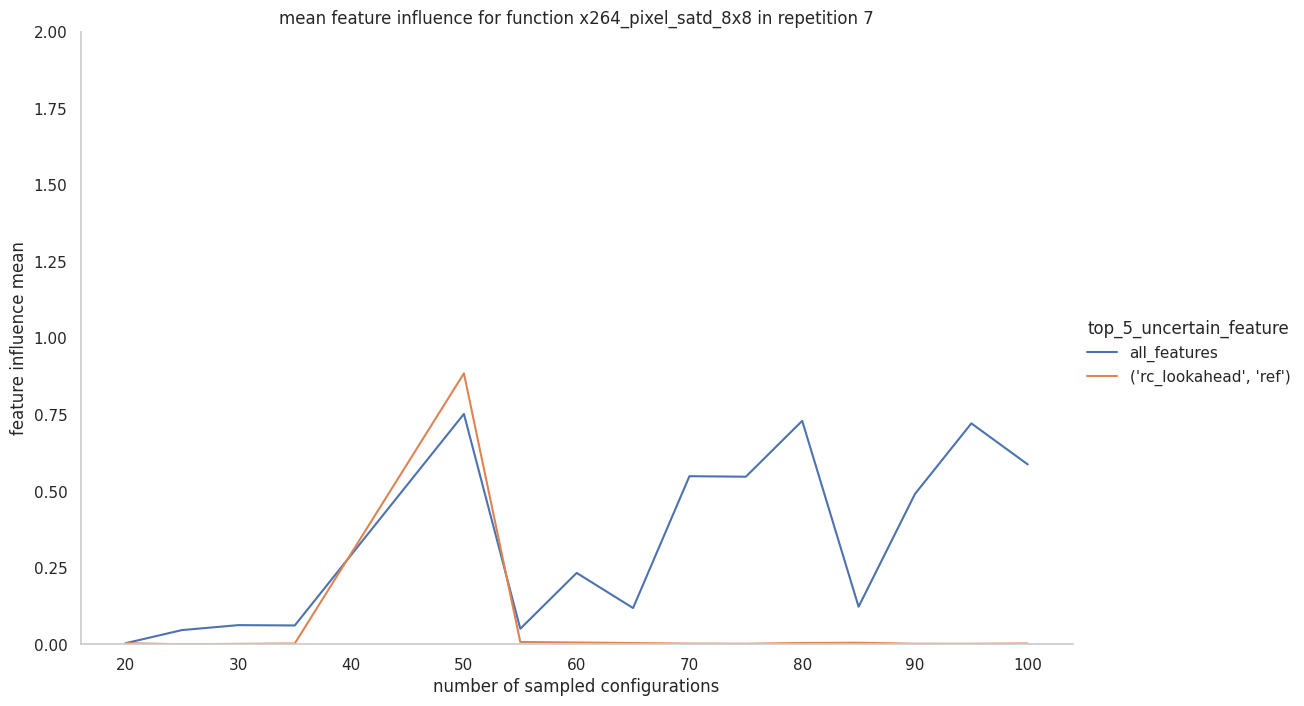 mean feature influence for function x264_pixel_satd_8x8 in repetition 7
2.00
1.75
1.50
1.25
1.00
0.75
0.50
0.25
0.00
feature influence mean
20 30 40 50 60 70 80 90 100
number of sampled configurations
top_5_uncertain_feature
all_features
('rc_lookahead', 'ref')